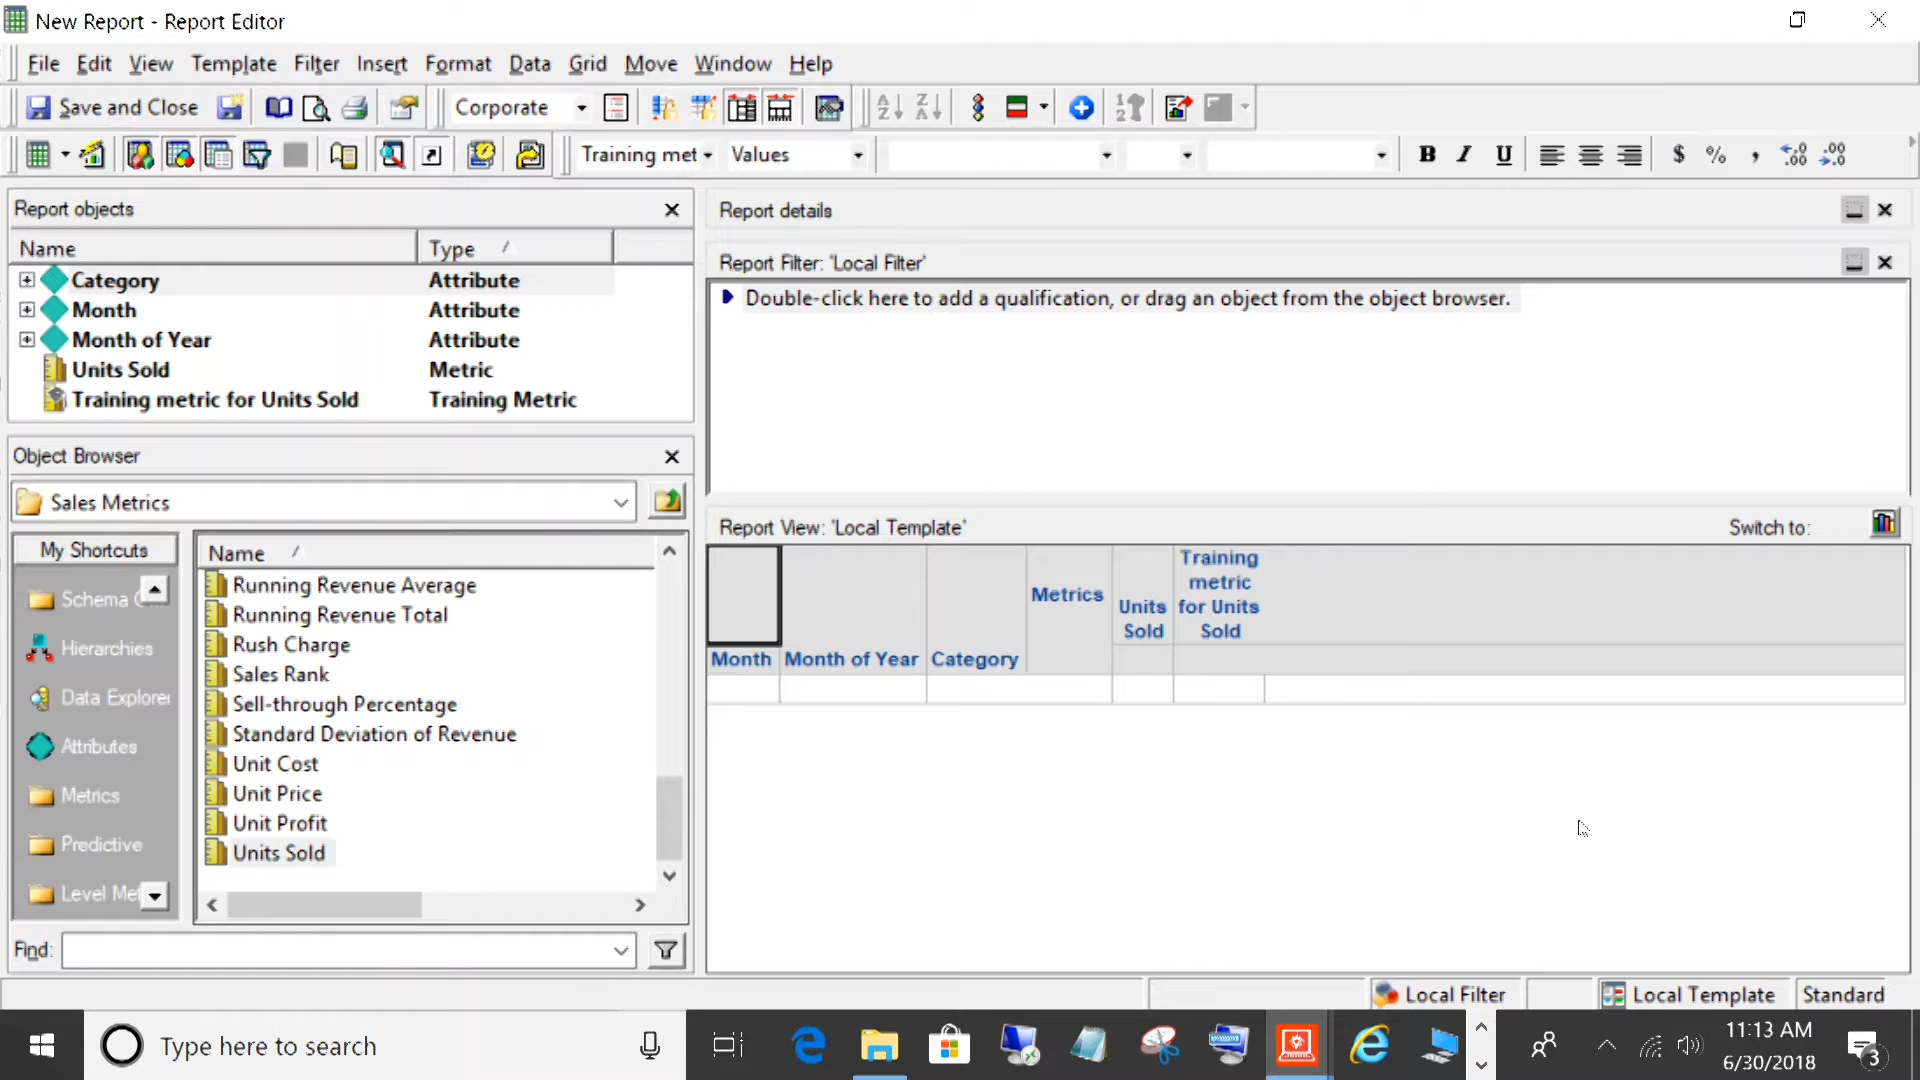 New Report - Report Editor
File Edit View Template Filter Insert Format Data Grid Move Window Help
Save and Close Corporate
Training met Values B I U $ % ,
Report objects
Name Type
Category Attribute
Month Attribute
Month of Year Attribute
Units Sold Metric
Training metric for Units Sold Training Metric
Object Browser
Sales Metrics
My Shortcuts
Schema
Hierarchies
Data Explorer
Attributes
Metrics
Predictive
Level Met
Name
Running Revenue Average
Running Revenue Total
Rush Charge
Sales Rank
Sell-through Percentage
Standard Deviation of Revenue
Unit Cost
Unit Price
Unit Profit
Units Sold
Find:
Report details
Report Filter: 'Local Filter'
Double-click here to add a qualification, or drag an object from the object browser.
Report View: 'Local Template' Switch to:
Metrics
Units Sold
Training metric for Units Sold
Month Month of Year Category
Local Filter Local Template Standard
Type here to search
11:13 AM
6/30/2018
3